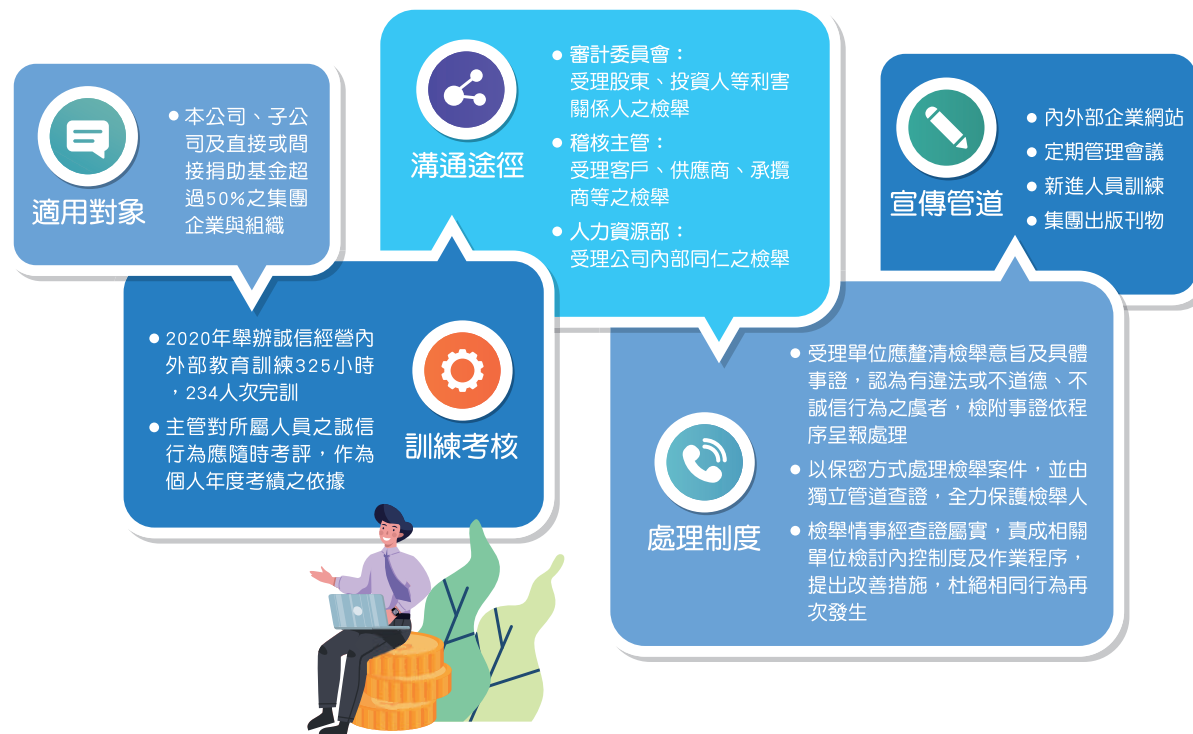 適用對象
● 本公司、子公
司及直接或間
接捐助基金超
過50%之集團
企業與組織
● 2020年舉辦誠信經營內
外部教育訓練325小時
，234人次完訓
● 主管對所屬人員之誠信
行為應隨時考評，作為
個人年度考績之依據
訓練考核
溝通途徑
● 審計委員會：
受理股東、投資人等利害
關係人之檢舉
● 稽核主管：
受理客戶、供應商、承攬
商等之檢舉
● 人力資源部：
受理公司內部同仁之檢舉
處理制度
● 受理單位應釐清檢舉意旨及具體
事證，認為有違法或不道德、不
誠信行為之虞者，檢附事證依程
序呈報處理
● 以保密方式處理檢舉案件，並由
獨立管道查證，全力保護檢舉人
● 檢舉情事經查證屬實，責成相關
單位檢討內控制度及作業程序，
提出改善措施，杜絕相同行為再
次發生
宣傳管道
● 內外部企業網站
● 定期管理會議
● 新進人員訓練
● 集團出版刊物